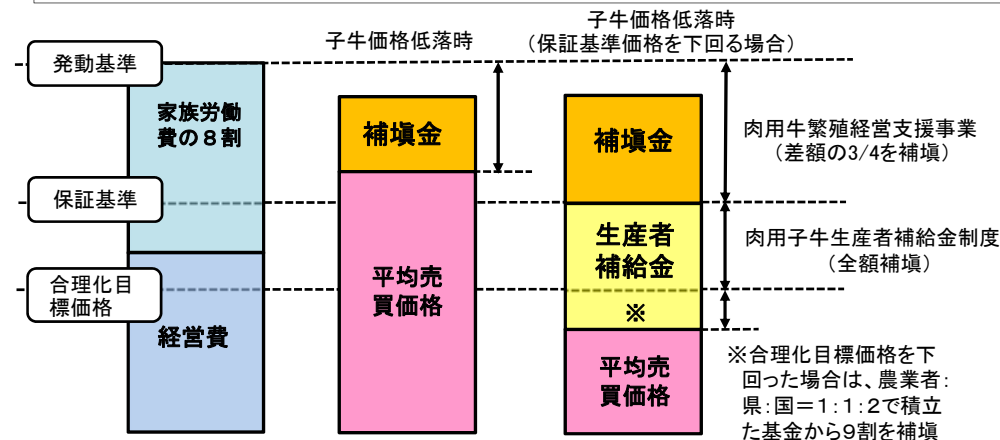 子牛価格低落時
子牛価格低落時
（保証基準価格を下回る場合）
発動基準
家族労働
費の８割
保証基準
合理化目
標価格
経営費
補塡金
平均売
買価格
補塡金
生産者
補給金
※
平均売
買価格
肉用牛繁殖経営支援事業
（差額の3/4を補塡）
肉用子牛生産者補給金制度
（全額補塡）
※合理化目標価格を下
回った場合は、農業者：
県：国＝１：１：２で積立
た基金から９割を補塡